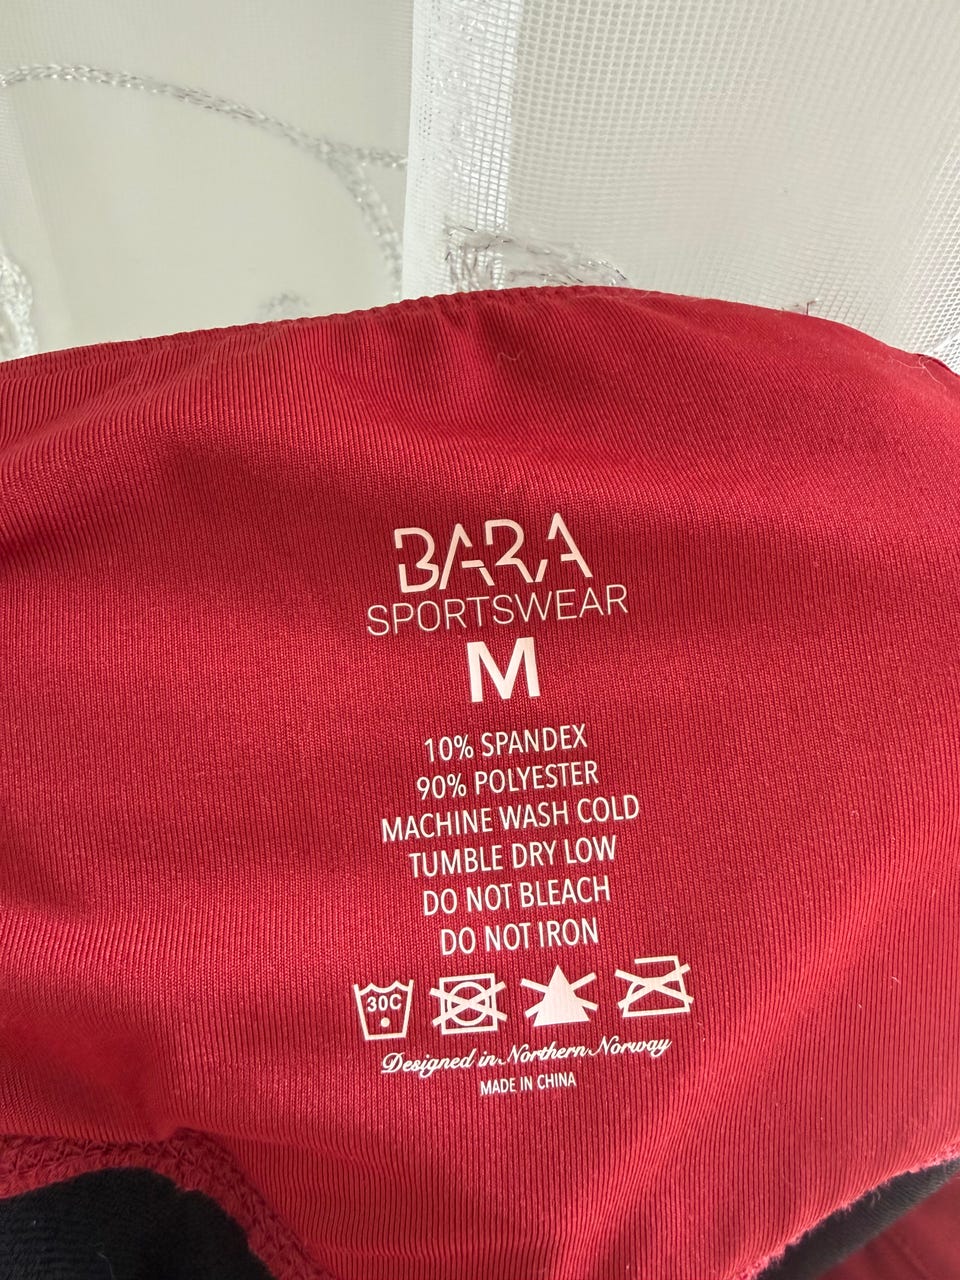 BARA
SPORTSWEAR
M
10% SPANDEX
90% POLYESTER
MACHINE WASH COLD
TUMBLE DRY LOW
DO NOT BLEACH
DO NOT IRON
30C
Designed in Northern Norway
MADE IN CHINA